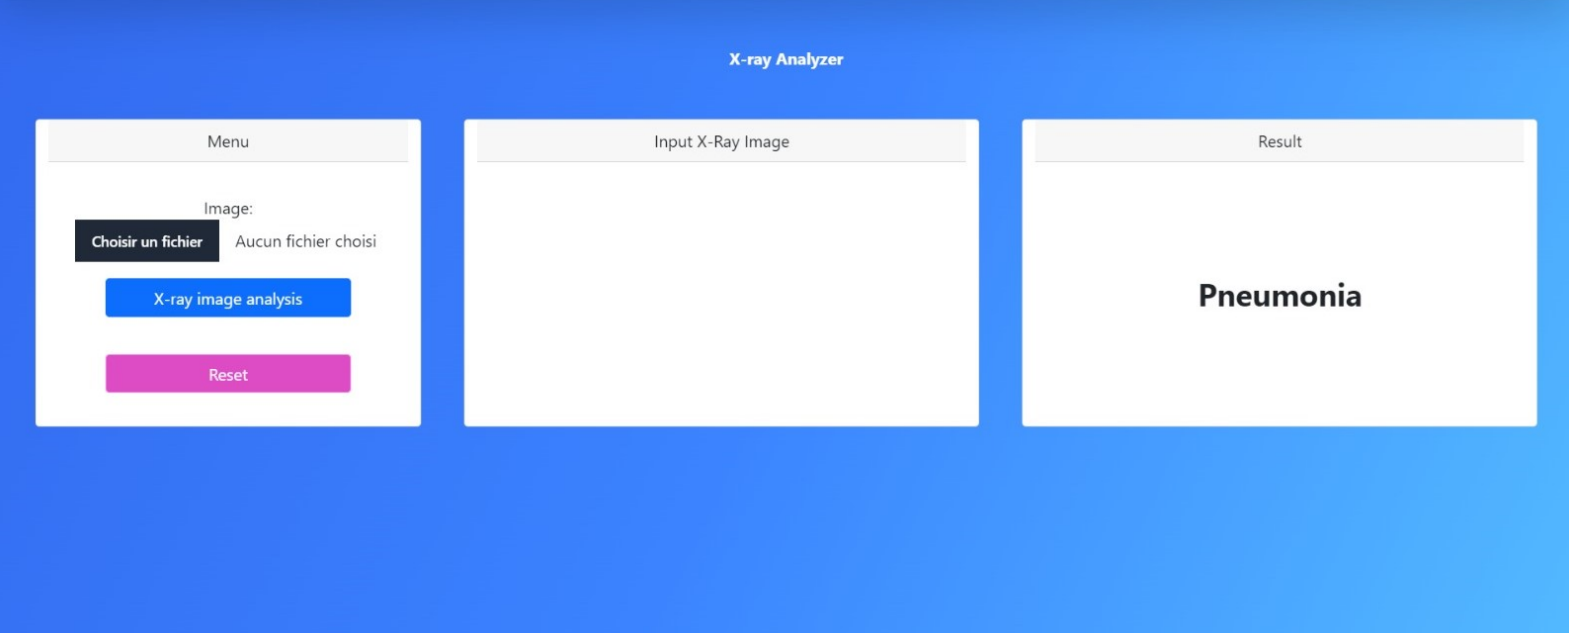 X-ray Analyzer
Menu
Image:
Choisir un fichier Aucun fichier choisi
X-ray image analysis
Reset
Input X-Ray Image
Result
Pneumonia